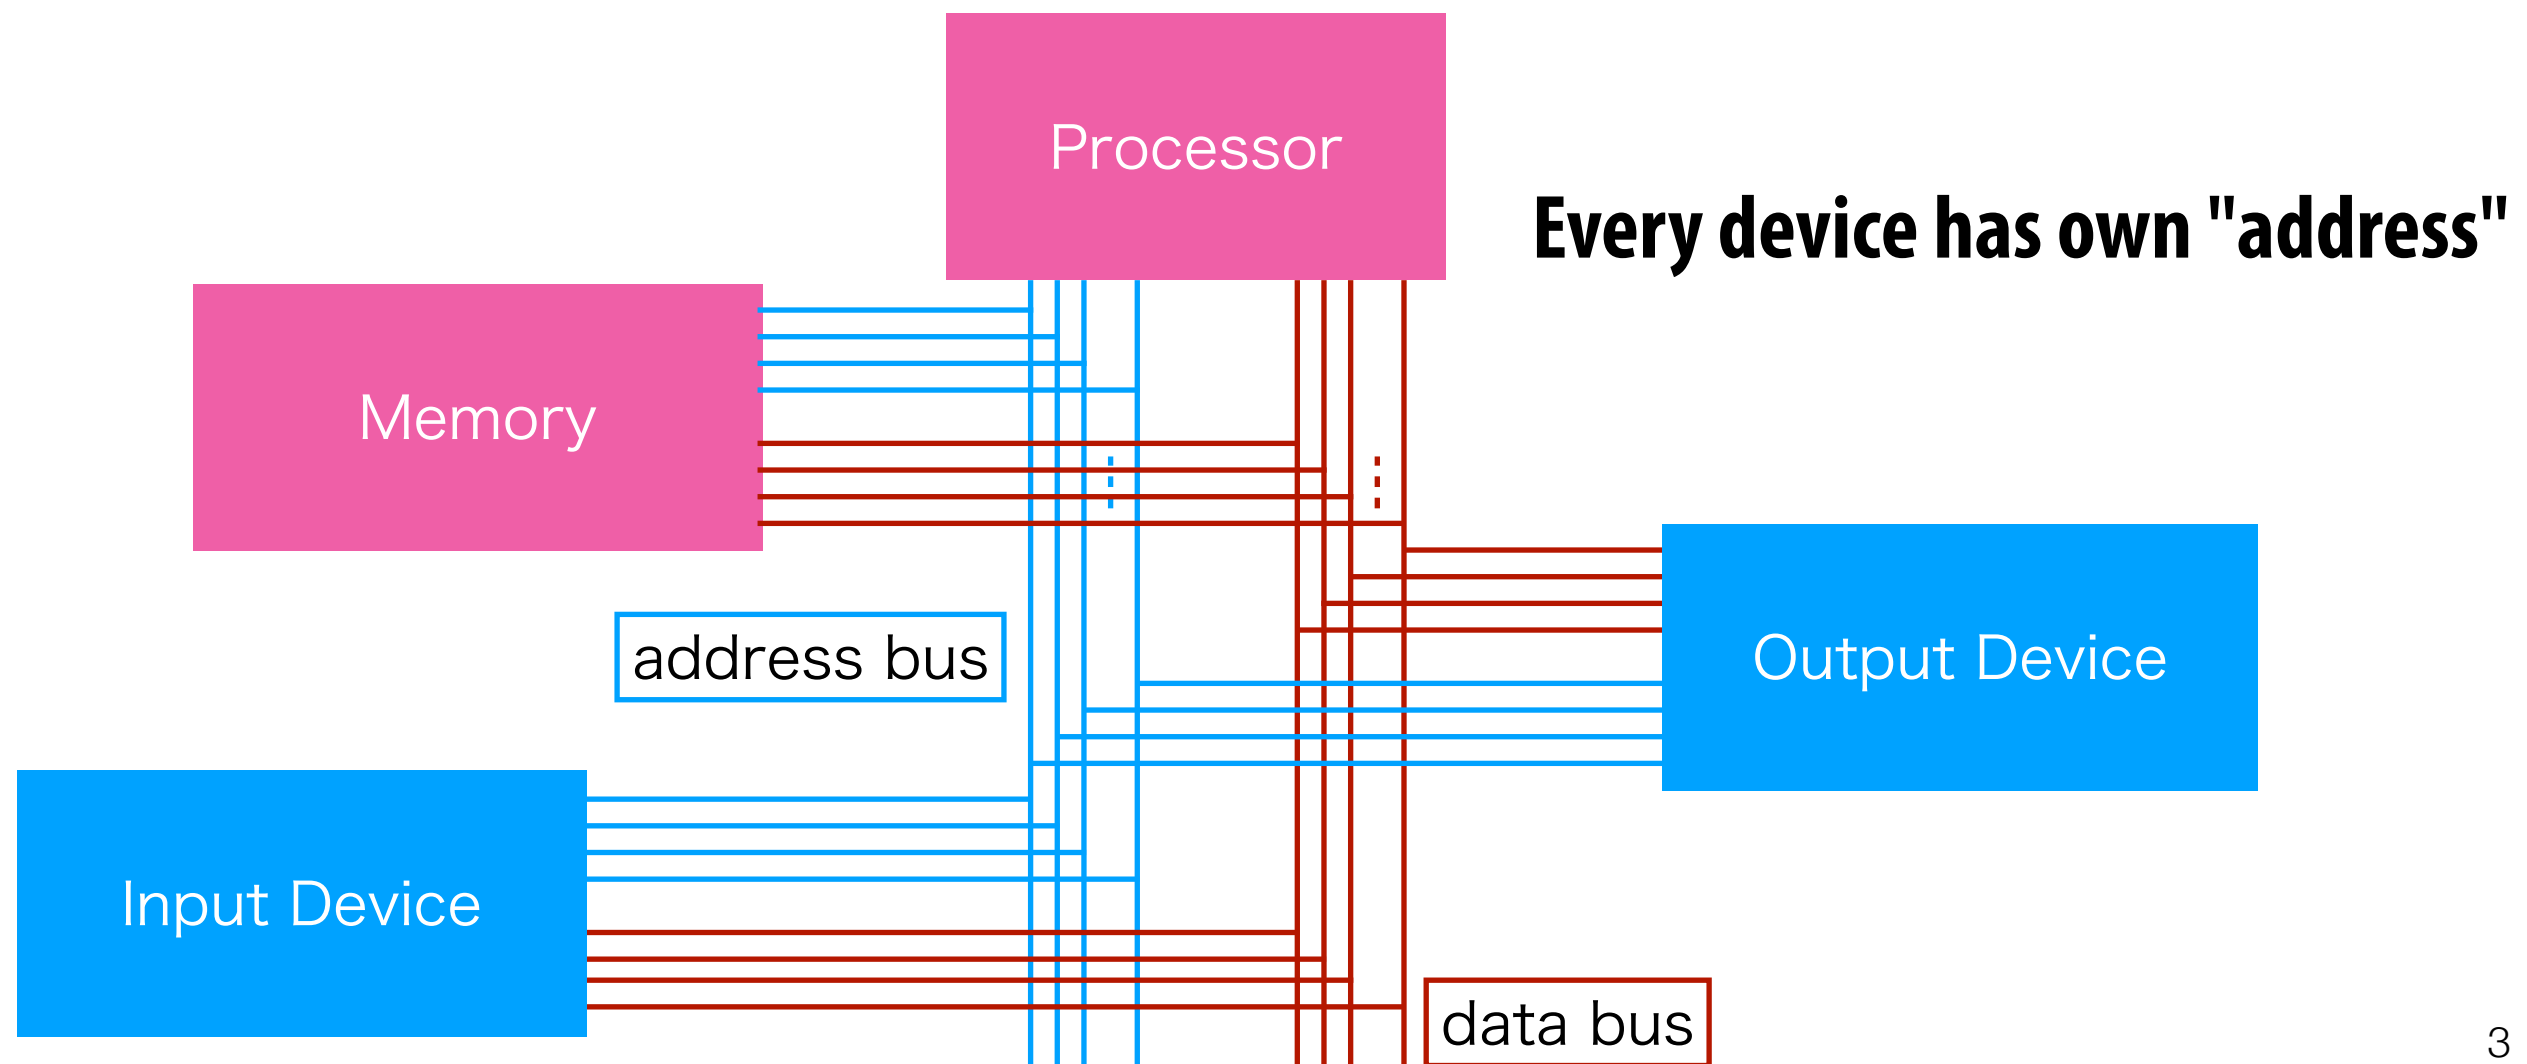 Processor
Every device has own "address"
Memory
address bus
Output Device
Input Device
data bus
3